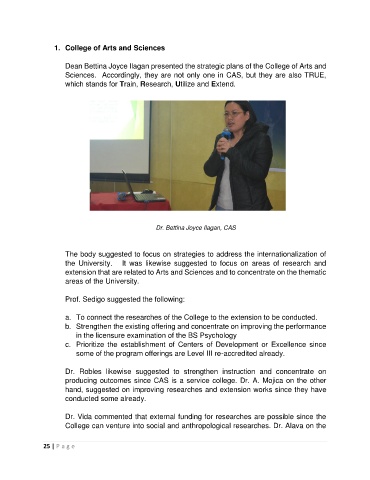 1. College of Arts and Sciences
Dean Bettina Joyce Ilagan presented the strategic plans of the College of Arts and
Sciences. Accordingly, they are not only one in CAS, but they are also TRUE,
which stands for Train, Research, Utilize and Extend.
Dr. Bettina Joyce Ilagan, CAS
The body suggested to focus on strategies to address the internationalization of
the University. It was likewise suggested to focus on areas of research and
extension that are related to Arts and Sciences and to concentrate on the thematic
areas of the University.
Prof. Sedigo suggested the following:
a. To connect the researches of the College to the extension to be conducted.
b. Strengthen the existing offering and concentrate on improving the performance
in the licensure examination of the BS Psychology
c. Prioritize the establishment of Centers of Development or Excellence since
some of the program offerings are Level III re-accredited already.
Dr. Robles likewise suggested to strengthen instruction and concentrate on
producing outcomes since CAS is a service college. Dr. A. Mojica on the other
hand, suggested on improving researches and extension works since they have
conducted some already.
Dr. Vida commented that external funding for researches are possible since the
College can venture into social and anthropological researches. Dr. Alava on the
25 | Page